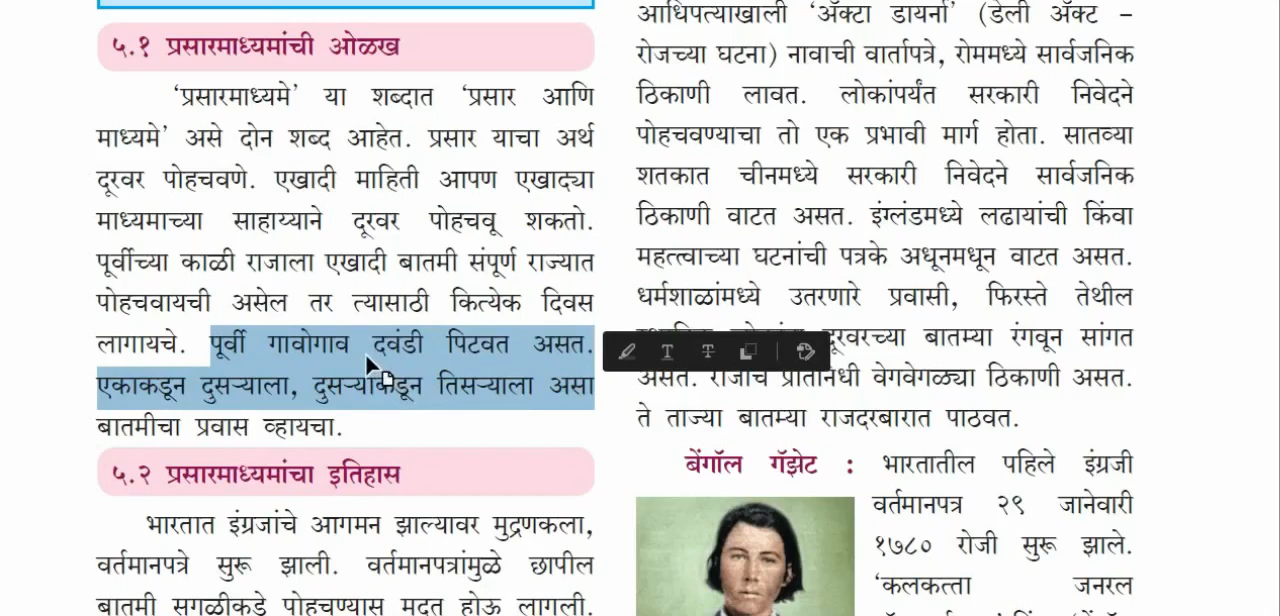 ५.१ प्रसारमाध्यमांची ओळख
‘प्रसारमाध्यमे’ या शब्दात ‘प्रसार आणि
माध्यमे’ असे दोन शब्द आहेत. प्रसार याचा अर्थ
दूरवर पोहचवणे. एखादी माहिती आपण एखाद्या
माध्यमाच्या साहाय्याने दूरवर पोहचवू शकतो.
पूर्वीच्या काळी राजाला एखादी बातमी संपूर्ण राज्यात
पोहचवायची असेल तर त्यासाठी कित्येक दिवस
लागायचे. पूर्वी गावोगाव दवंडी पिटवत असत.
एकाकडून दुसऱ्याला, दुसऱ्याकडून तिसऱ्याला असा
बातमीचा प्रवास व्हायचा.
५.२ प्रसारमाध्यमांचा इतिहास
भारतात इंग्रजांचे आगमन झाल्यावर मुद्रणकला,
वर्तमानपत्रे सुरू झाली. वर्तमानपत्रांमुळे छापील
बातमी सगळीकडे पोहचण्यास मदत होऊ लागली.
आधिपत्याखाली ‘ॲक्टा डायर्ना’ (डेली ॲक्ट –
रोजच्या घटना) नावाची वार्तापत्रे, रोममध्ये सार्वजनिक
ठिकाणी लावत. लोकांपर्यंत सरकारी निवेदने
पोहचवण्याचा तो एक प्रभावी मार्ग होता. सातव्या
शतकात चीनमध्ये सरकारी निवेदने सार्वजनिक
ठिकाणी वाटत असत. इंग्लंडमध्ये लढायांची किंवा
महत्त्वाच्या घटनांची पत्रके अधूनमधून वाटत असत.
धर्मशाळांमध्ये उतरणारे प्रवासी, फिरस्ते तेथील
दूरवरच्या बातम्या रंगवून सांगत
असत. राजाचे प्रतिनिधी वेगवेगळ्या ठिकाणी असत.
ते ताज्या बातम्या राजदरबारात पाठवत.
बेंगॉल गॅझेट : भारतातील पहिले इंग्रजी
वर्तमानपत्र २९ जानेवारी
१७८० रोजी सुरू झाले.
‘कलकत्ता जनरल